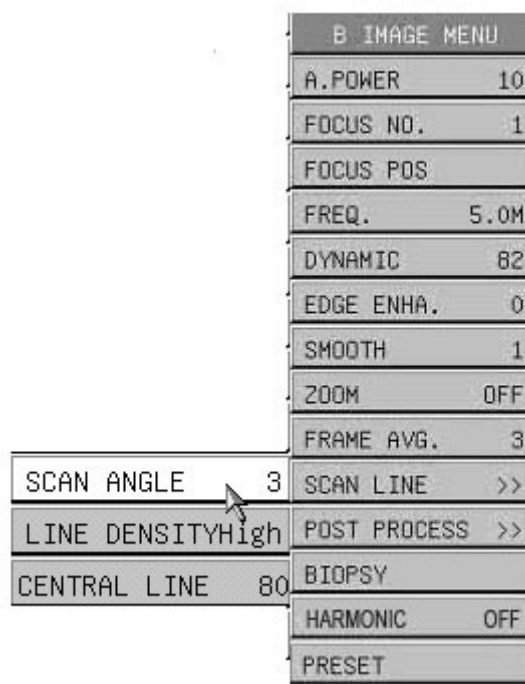 B IMAGE MENU
A.POWER 10
FOCUS NO. 1
FOCUS POS
FREQ. 5.0M
DYNAMIC 82
EDGE ENHA. 0
SMOOTH 1
ZOOM OFF
FRAME AVG. 3
SCAN LINE >>
POST PROCESS >>
BIOPSY
HARMONIC OFF
PRESET
SCAN ANGLE 3
LINE DENSITYHigh
CENTRAL LINE 80